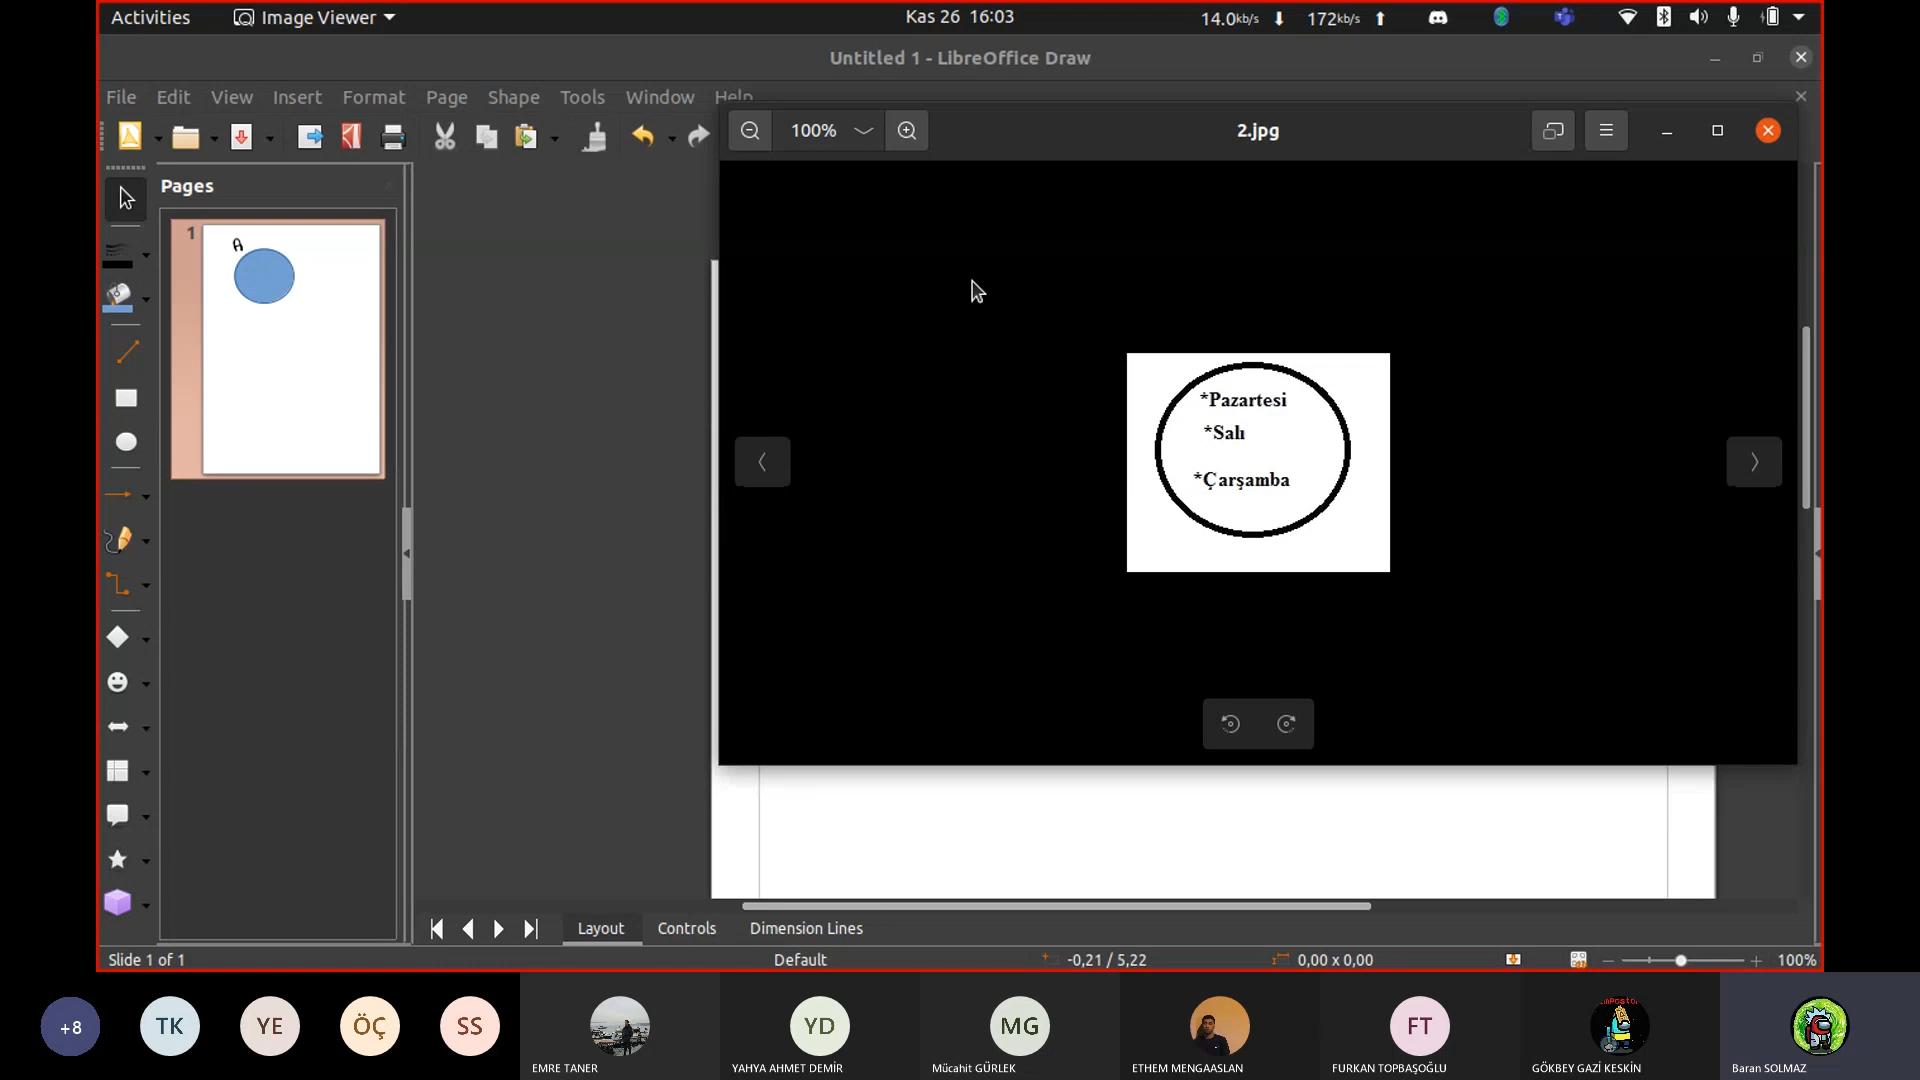 Activities
Image Viewer
Kas 26 16:03
14.0kb/s
172kb/s
Untitled 1 - LibreOffice Draw
File Edit View Insert Format Page Shape Tools Window Help
100%
2.jpg
Pages
1
A
*Pazartesi
*Salı
*Çarşamba
Layout Controls Dimension Lines
Slide 1 of 1
Default
-0,21 / 5,22
0,00 x 0,00
100%
+8 TK YE ÖÇ SS YD MG FT
EMRE TANER
YAHYA AHMET DEMİR
Mücahit GÜRLEK
ETHEM MENGAASLAN
FURKAN TOPBAŞOĞLU
GÖKBEY GAZİ KESKİN
Baran SOLMAZ